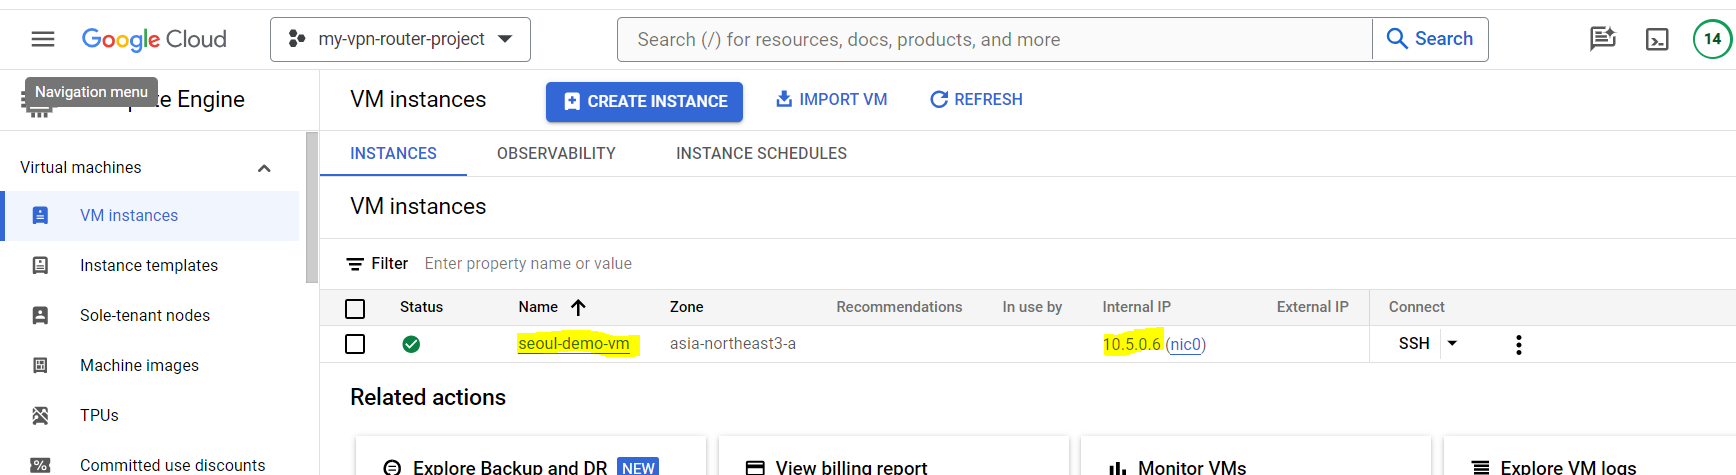 Google Cloud
my-vpn-router-project
Search (/) for resources, docs, products, and more
Search
14
Navigation menu
Engine
VM instances
CREATE INSTANCE
IMPORT VM
REFRESH
Virtual machines
INSTANCES
OBSERVABILITY
INSTANCE SCHEDULES
VM instances
VM instances
Instance templates
Sole-tenant nodes
Machine images
TPUs
Committed use discounts
Filter Enter property name or value
Status Name Zone Recommendations In use by Internal IP External IP Connect
seoul-demo-vm asia-northeast3-a 10.5.0.6 (nic0) SSH
Related actions
Explore Backup and DR NEW
View billing report
Monitor VMs
Explore VM logs